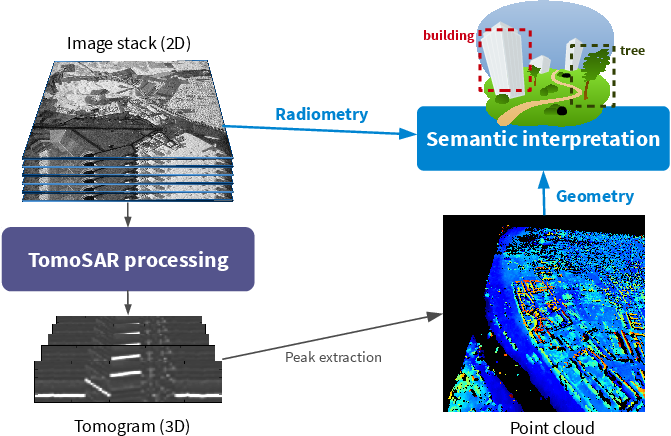 Image stack (2D)
building
tree
Radiometry
Semantic interpretation
Geometry
TomoSAR processing
Peak extraction
Tomogram (3D)
Point cloud